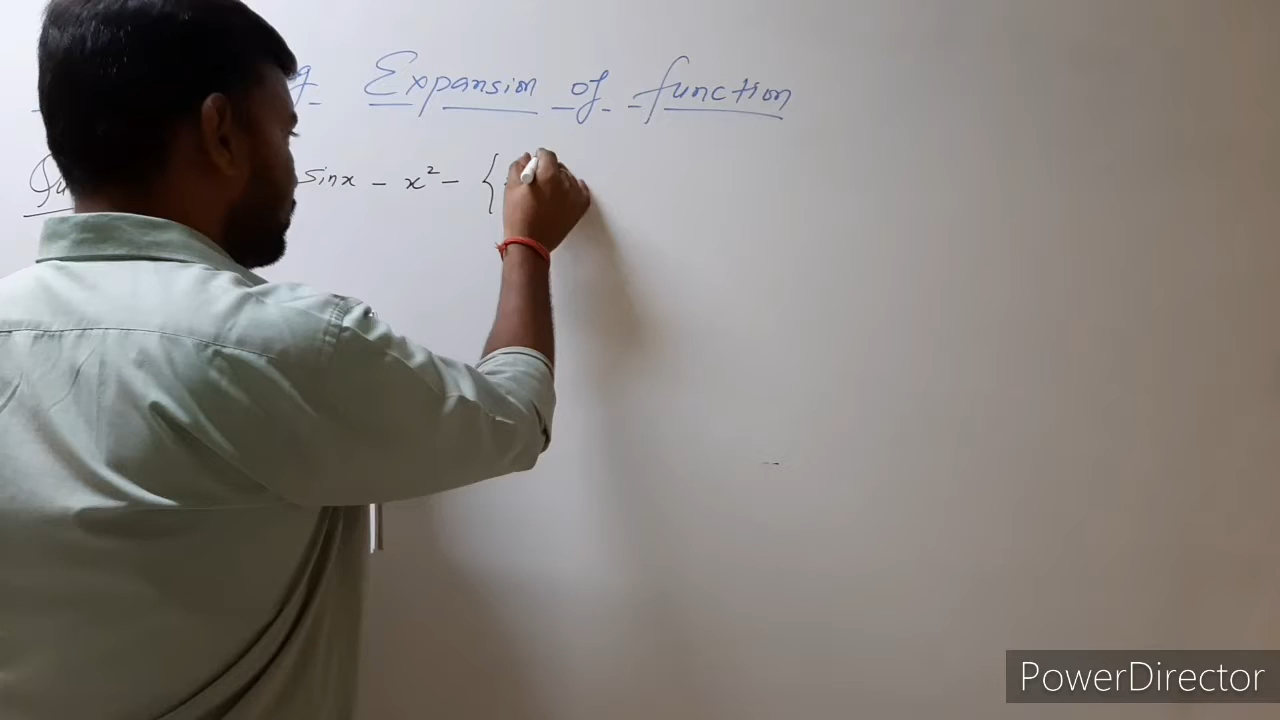 Expansion of function
sinx - x² - {
PowerDirector